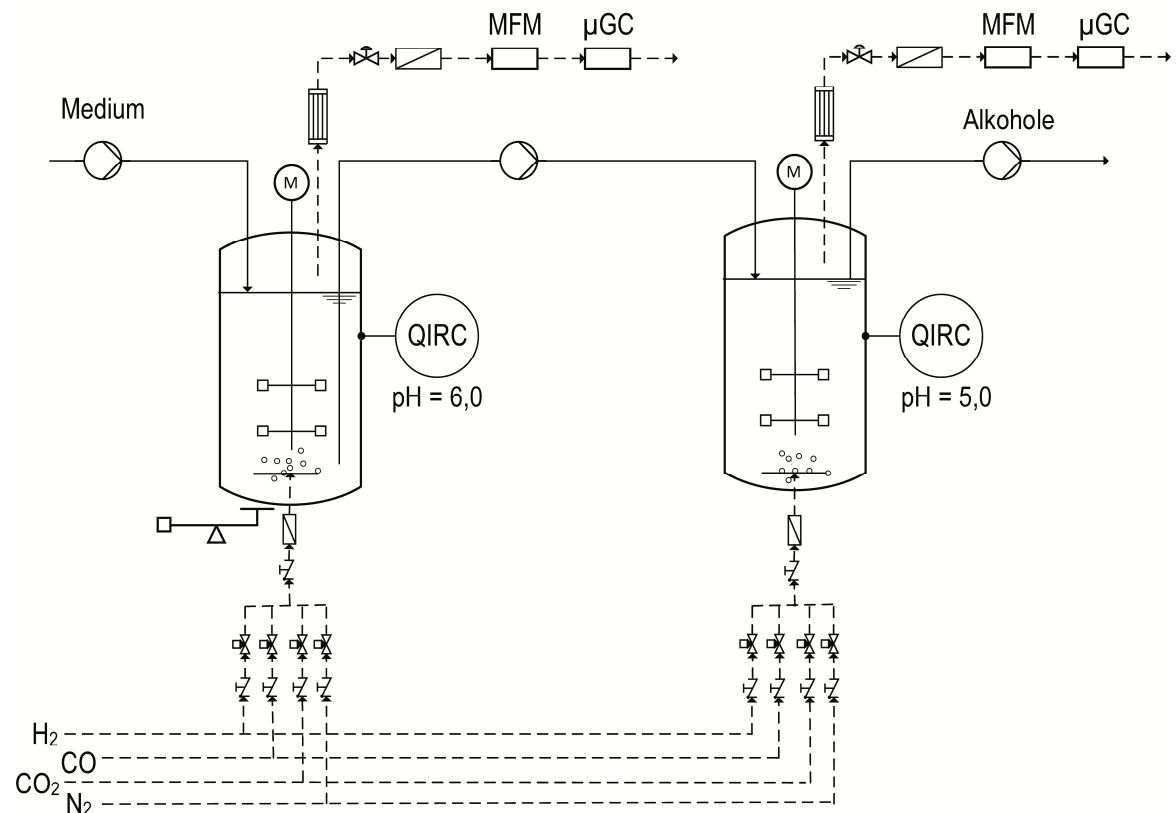 MFM
µGC
MFM
µGC
Medium
Alkohole
M
M
QIRC
QIRC
pH = 6,0
pH = 5,0
H₂
CO
CO₂
N₂